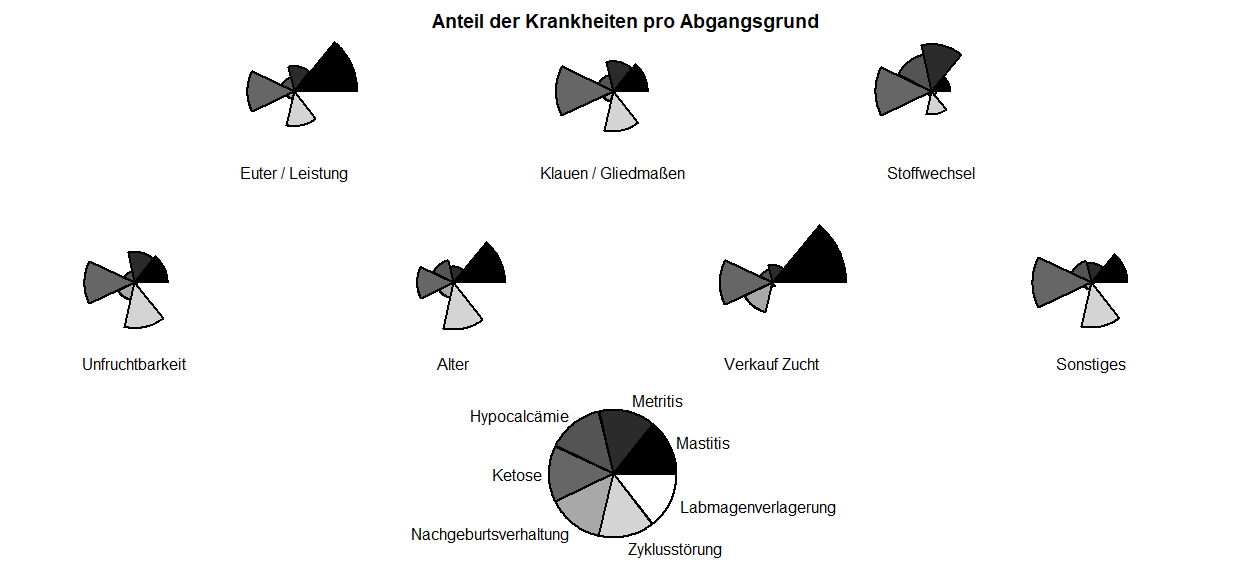 Anteil der Krankheiten pro Abgangsgrund
Euter / Leistung
Klauen / Gliedmaßen
Stoffwechsel
Unfruchtbarkeit
Alter
Verkauf Zucht
Sonstiges
Metritis
Hypocalcämie
Mastitis
Ketose
Labmagenverlagerung
Nachgeburtsverhaltung
Zyklusstörung